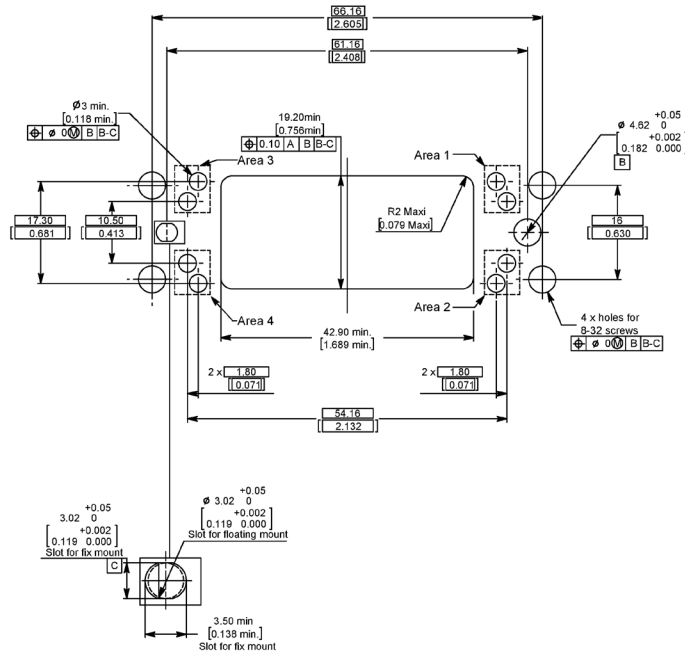 66.16
[2.605]
61.16
[2.408]
Ø3 min.
[0.118 min.]
⌖ ø 0Ⓜ B B-C
19.20min
[0.756min]
⌖ 0.10 A B B-C
+0.05
ø 4.62 0
+0.002
[0.182 0.000]
B
Area 3
Area 1
R2 Maxi
[0.079 Maxi]
17.30
[0.681]
10.50
[0.413]
16
[0.630]
Area 4
Area 2
4 x holes for
8-32 screws
⌖ ø 0Ⓜ B B-C
42.90 min.
[1.689 min.]
2 x 1.80
[0.071]
2 x 1.80
[0.071]
54.16
[2.132]
+0.05
ø 3.02 0
+0.002
[0.119 0.000]
Slot for floating mount
+0.05
3.02 0
+0.002
[0.119 0.000]
Slot for fix mount
C
3.50 min
[0.138 min.]
Slot for fix mount